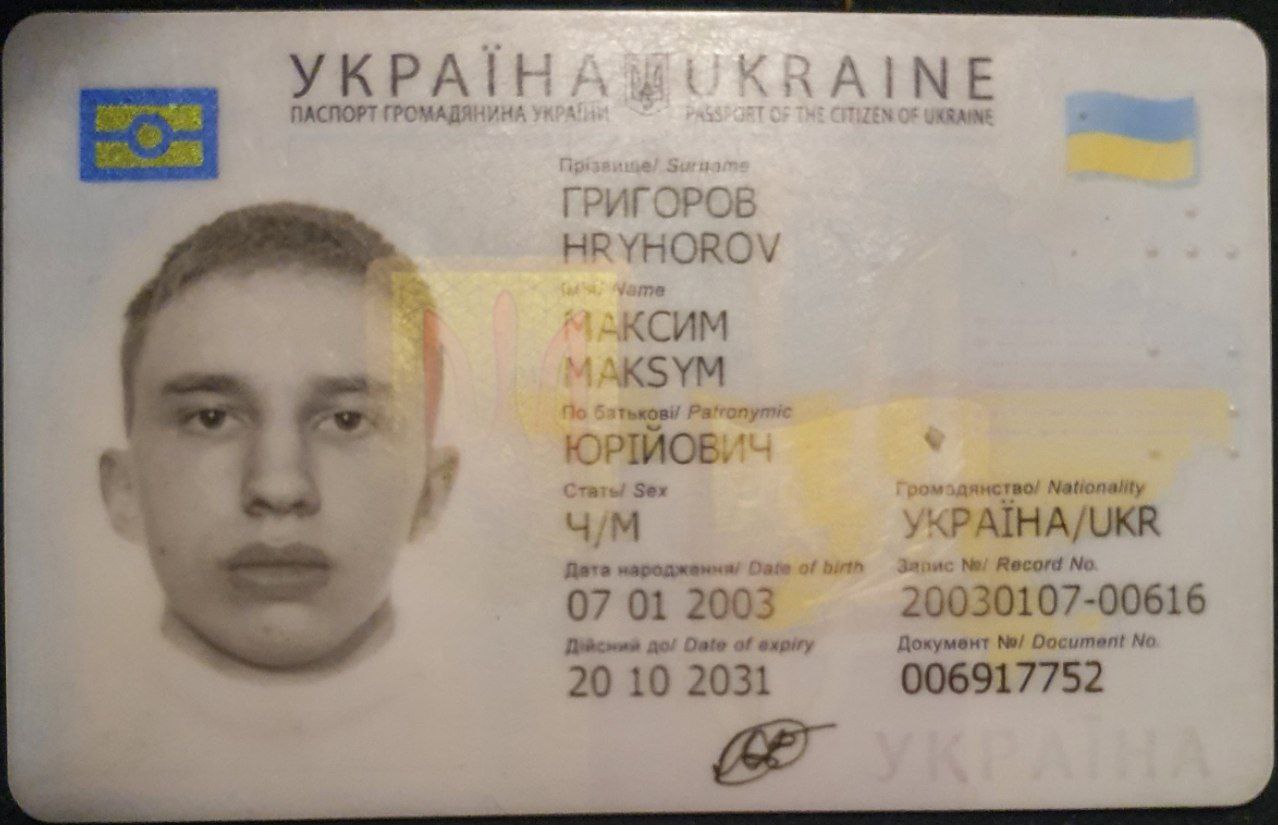 УКРАЇНА UKRAINE
ПАСПОРТ ГРОМАДЯНИНА УКРАЇНИ PASSPORT OF THE CITIZEN OF UKRAINE
Прізвище/ Surname
ГРИГОРОВ
HRYHOROV
Ім'я/ Name
МАКСИМ
MAKSYM
По батькові/ Patronymic
ЮРІЙОВИЧ
Стать/ Sex
Ч/M
Громадянство/ Nationality
УКРАЇНА/UKR
Дата народження/ Date of birth
07 01 2003
Запис №/ Record No.
20030107-00616
Дійсний до/ Date of expiry
20 10 2031
Документ №/ Document No.
006917752
УКРАЇНА